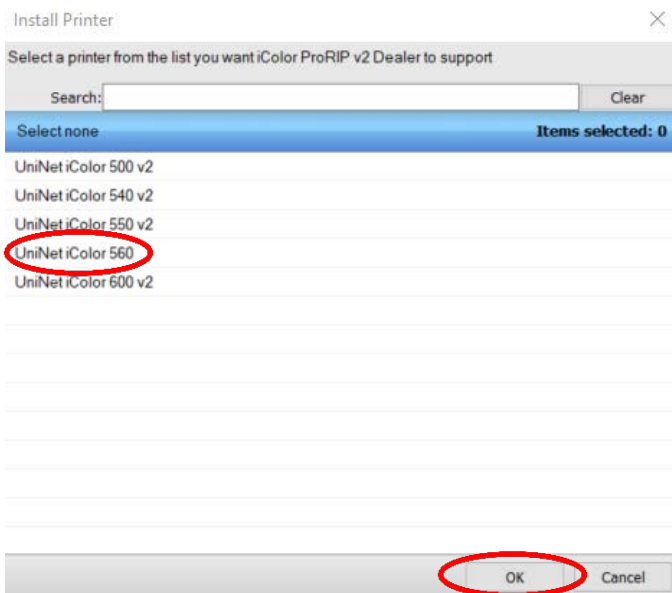 Install Printer
Select a printer from the list you want iColor ProRIP v2 Dealer to support
Search: Clear
Select none Items selected: 0
UniNet iColor 500 v2
UniNet iColor 540 v2
UniNet iColor 550 v2
UniNet iColor 560
UniNet iColor 600 v2
OK Cancel